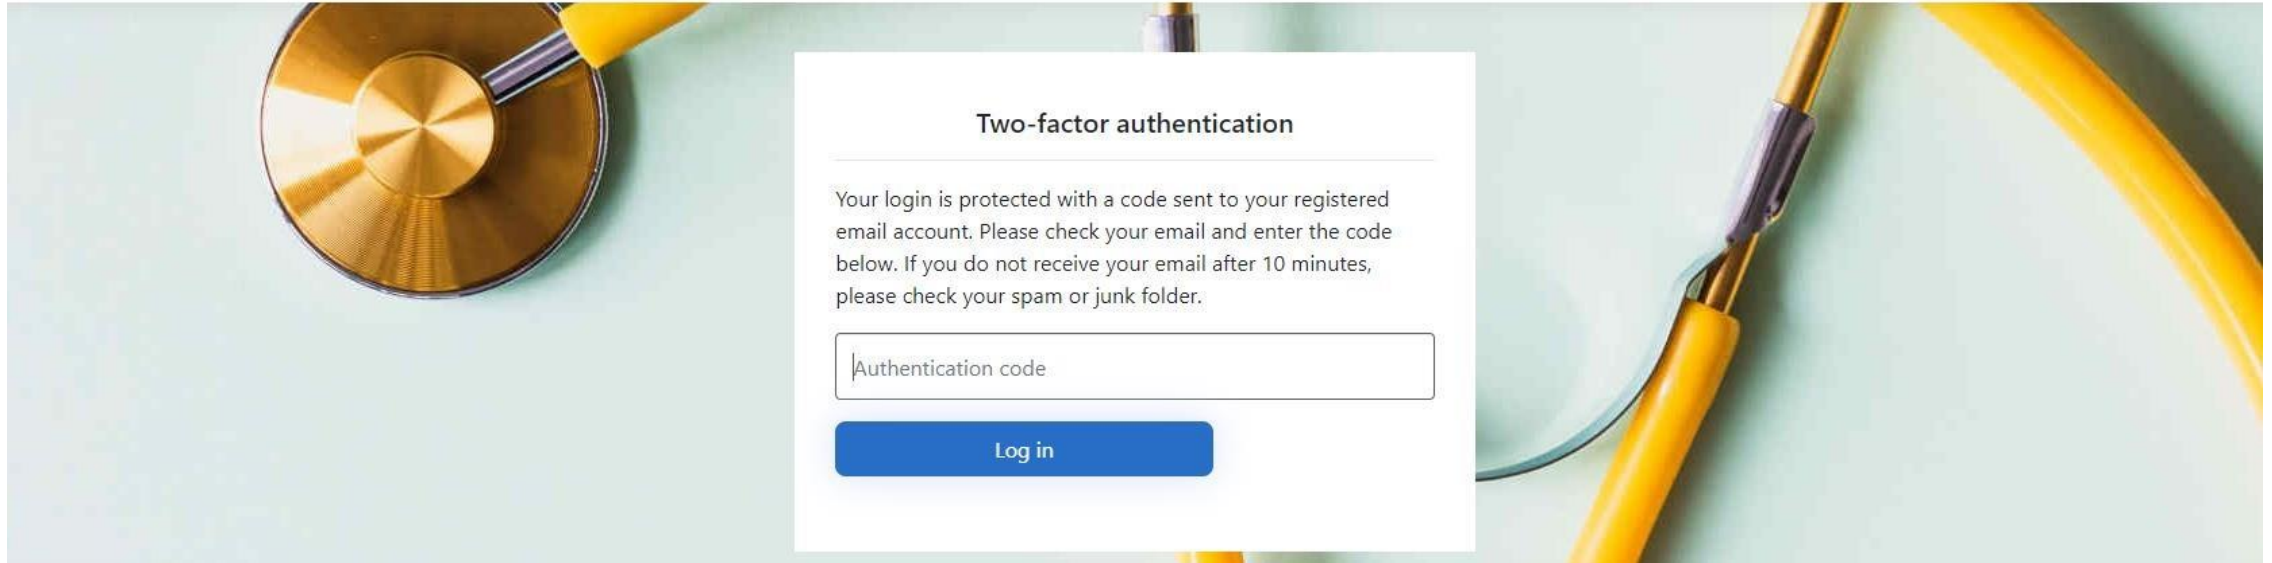 Two-factor authentication
Your login is protected with a code sent to your registered
email account. Please check your email and enter the code
below. If you do not receive your email after 10 minutes,
please check your spam or junk folder.
Authentication code
Log in